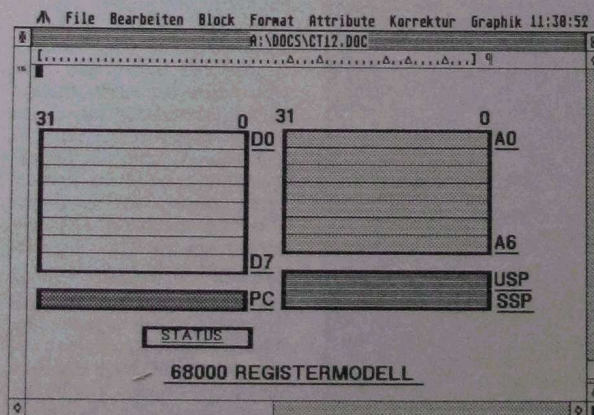 File Bearbeiten Block Format Attribute Korrektur Graphik 11:30:52
A:\DOCS\CT12.DOC
31 0 D0
31 0 A0
A6
D7
USP
PC
SSP
STATUS
68000 REGISTERMODELL